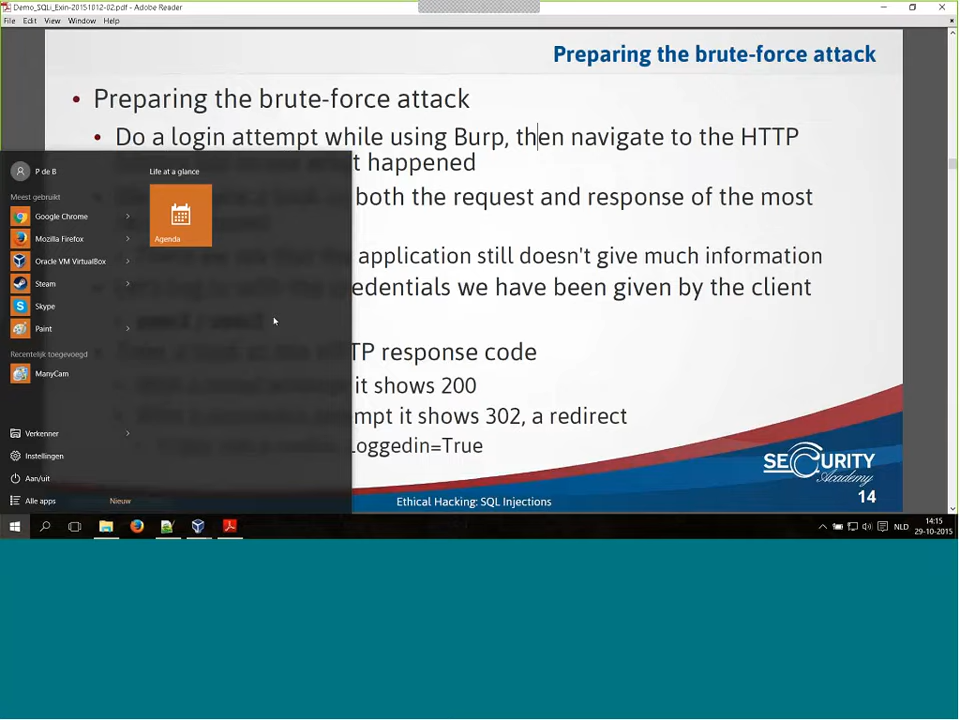 Demo_SQLi_Exin-20151012-02.pdf - Adobe Reader
File Edit View Window Help
Preparing the brute-force attack
• Preparing the brute-force attack
• Do a login attempt while using Burp, then navigate to the HTTP
t happened
both the request and response of the most
application still doesn't give much information
edentials we have been given by the client
TP response code
it shows 200
mpt it shows 302, a redirect
Loggedin=True
SECURITY
Academy
Ethical Hacking: SQL Injections
14
P de B
Life at a glance
Meest gebruikt
Google Chrome
Agenda
Mozilla Firefox
Oracle VM VirtualBox
Steam
Skype
Paint
Recentelijk toegevoegd
ManyCam
Verkenner
Instellingen
Aan/uit
Alle apps
Nieuw
NLD
14:15
29-10-2015